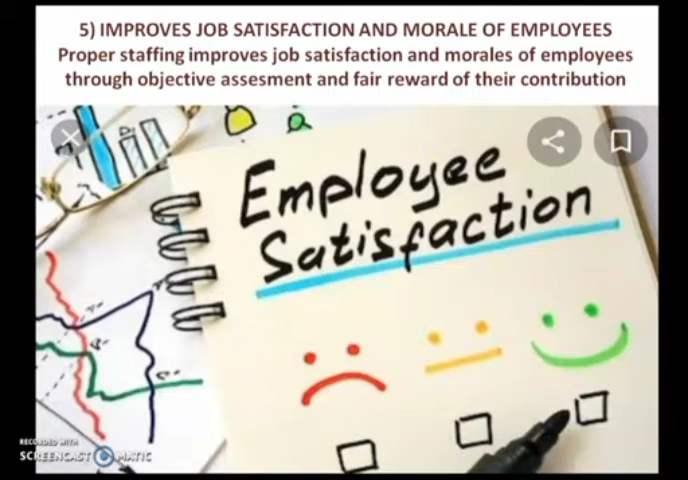 5) IMPROVES JOB SATISFACTION AND MORALE OF EMPLOYEES
Proper staffing improves job satisfaction and morales of employees
through objective assesment and fair reward of their contribution
Employee
Satisfaction
RECORDED WITH
SCREENCAST MATIC